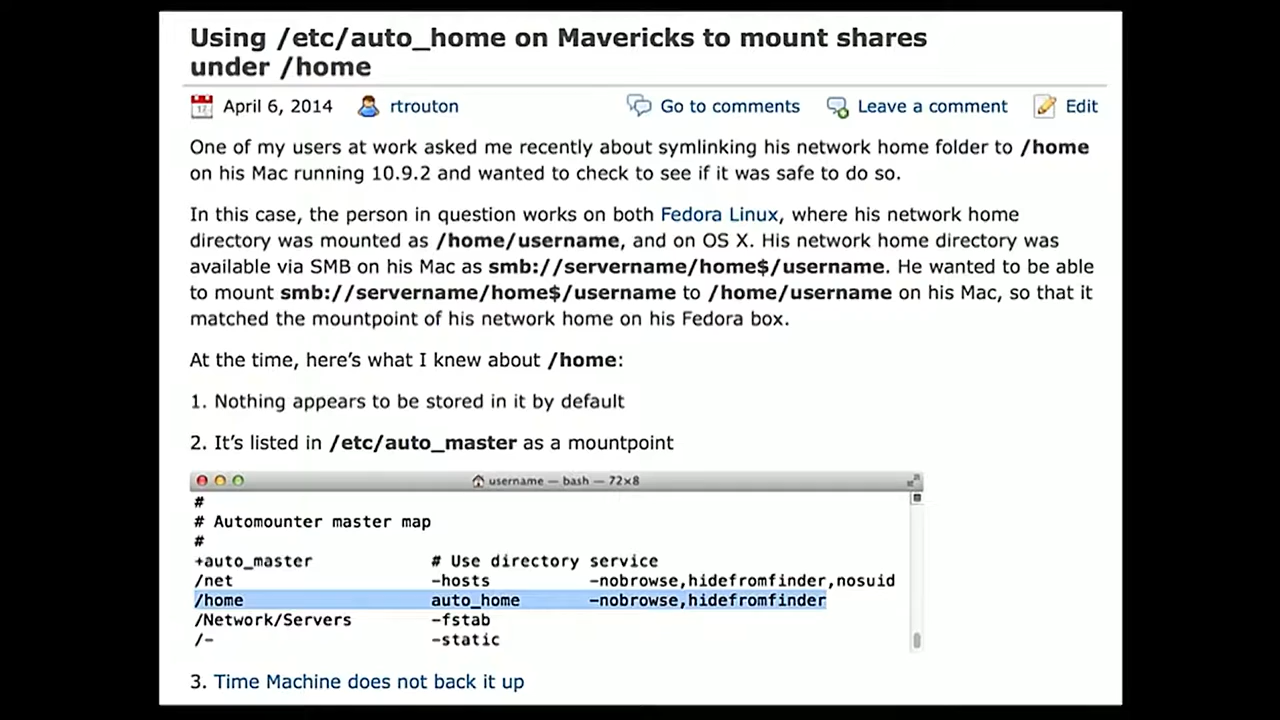 Using /etc/auto_home on Mavericks to mount shares
under /home
April 6, 2014 rtrouton Go to comments Leave a comment Edit
One of my users at work asked me recently about symlinking his network home folder to /home
on his Mac running 10.9.2 and wanted to check to see if it was safe to do so.
In this case, the person in question works on both Fedora Linux, where his network home
directory was mounted as /home/username, and on OS X. His network home directory was
available via SMB on his Mac as smb://servername/home$/username. He wanted to be able
to mount smb://servername/home$/username to /home/username on his Mac, so that it
matched the mountpoint of his network home on his Fedora box.
At the time, here's what I knew about /home:
1. Nothing appears to be stored in it by default
2. It's listed in /etc/auto_master as a mountpoint
username — bash — 72×8
#
# Automounter master map
#
+auto_master # Use directory service
/net -hosts -nobrowse,hidefromfinder,nosuid
/home auto_home -nobrowse,hidefromfinder
/Network/Servers -fstab
/- -static
3. Time Machine does not back it up